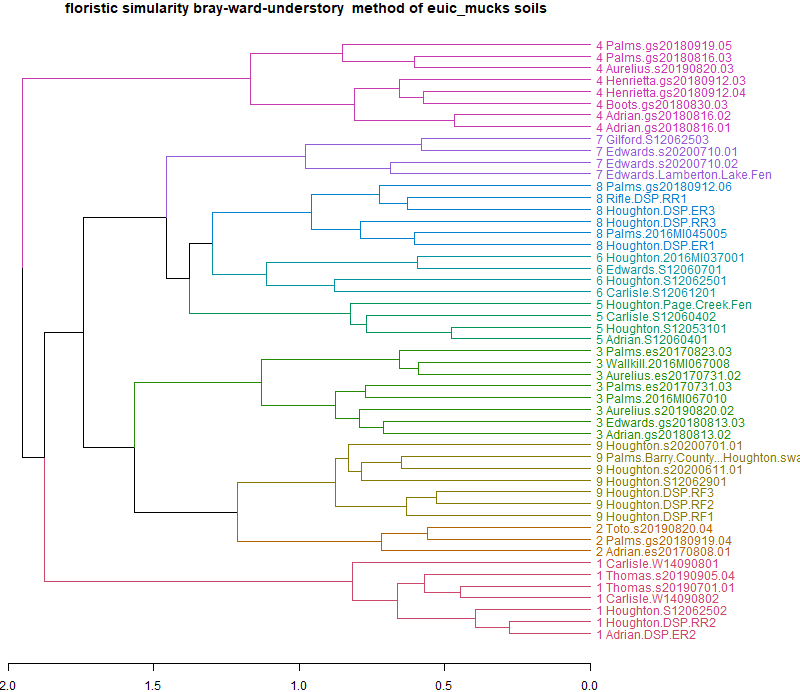 floristic simularity bray-ward-understory method of euic_mucks soils
4 Palms.gs20180919.05
4 Palms.gs20180816.03
4 Aurelius.s20190820.03
4 Henrietta.gs20180912.03
4 Henrietta.gs20180912.04
4 Boots.gs20180830.03
4 Adrian.gs20180816.02
4 Adrian.gs20180816.01
7 Gilford.S12062503
7 Edwards.s20200710.01
7 Edwards.s20200710.02
7 Edwards.Lamberton.Lake.Fen
8 Palms.gs20180912.06
8 Rifle.DSP.RR1
8 Houghton.DSP.ER3
8 Houghton.DSP.RR3
8 Palms.2016MI045005
8 Houghton.DSP.ER1
6 Houghton.2016MI037001
6 Edwards.S12060701
6 Houghton.S12062501
6 Carlisle.S12061201
5 Houghton.Page.Creek.Fen
5 Carlisle.S12060402
5 Houghton.S12053101
5 Adrian.S12060401
3 Palms.es20170823.03
3 Wallkill.2016MI067008
3 Aurelius.es20170731.02
3 Palms.es20170731.03
3 Palms.2016MI067010
3 Aurelius.s20190820.02
3 Edwards.gs20180813.03
3 Adrian.gs20180813.02
9 Houghton.s20200701.01
9 Palms.Barry.County...Houghton.swa
9 Houghton.s20200611.01
9 Houghton.S12062901
9 Houghton.DSP.RF3
9 Houghton.DSP.RF2
9 Houghton.DSP.RF1
2 Toto.s20190820.04
2 Palms.gs20180919.04
2 Adrian.es20170808.01
1 Carlisle.W14090801
1 Thomas.s20190905.04
1 Thomas.s20190701.01
1 Carlisle.W14090802
1 Houghton.S12062502
1 Houghton.DSP.RR2
1 Adrian.DSP.ER2
2.0 1.5 1.0 0.5 0.0